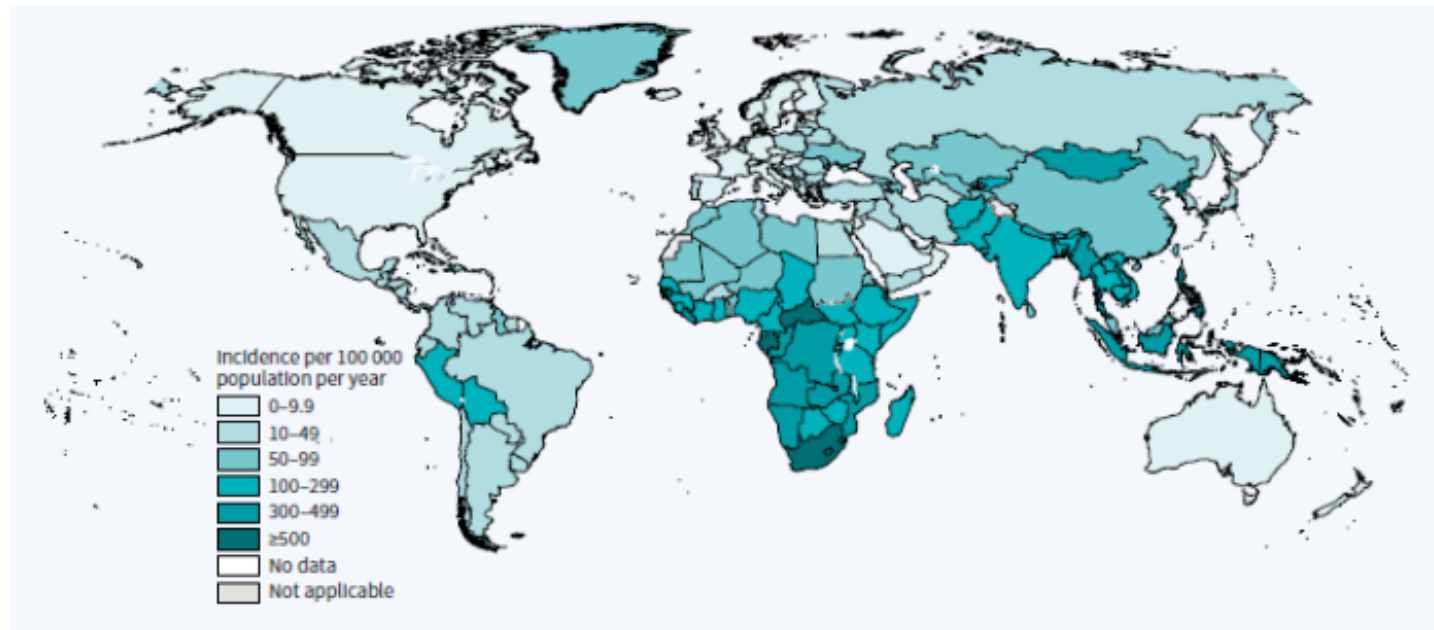 Incidence per 100 000
population per year
0–9.9
10–49
50–99
100–299
300–499
≥500
No data
Not applicable